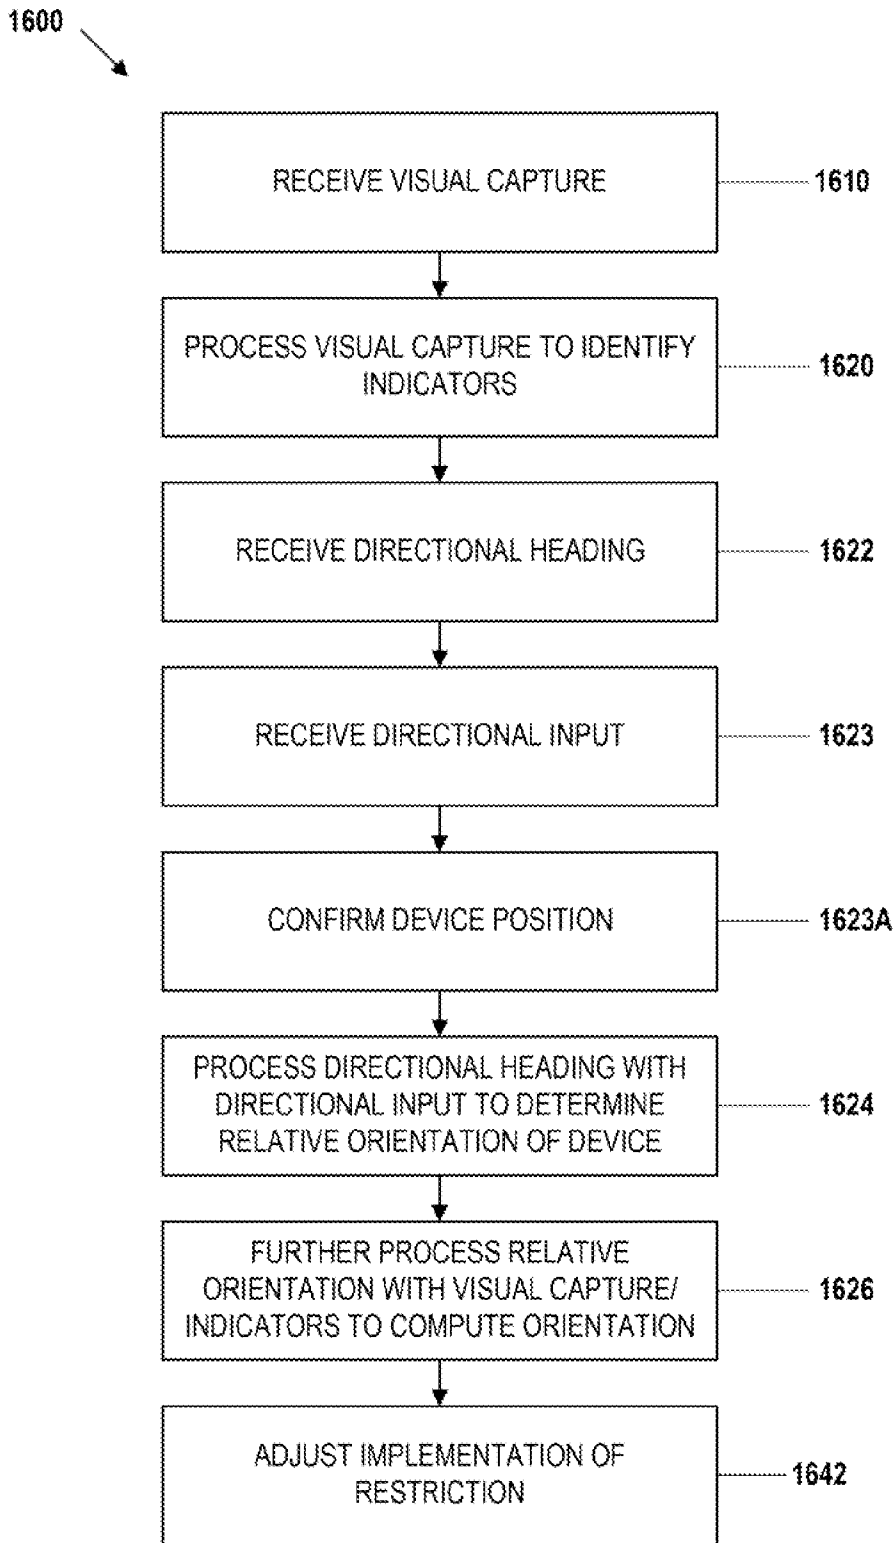 1600
RECEIVE VISUAL CAPTURE
1610
PROCESS VISUAL CAPTURE TO IDENTIFY
INDICATORS
1620
RECEIVE DIRECTIONAL HEADING
1622
RECEIVE DIRECTIONAL INPUT
1623
CONFIRM DEVICE POSITION
1623A
PROCESS DIRECTIONAL HEADING WITH
DIRECTIONAL INPUT TO DETERMINE
RELATIVE ORIENTATION OF DEVICE
1624
FURTHER PROCESS RELATIVE
ORIENTATION WITH VISUAL CAPTURE/
INDICATORS TO COMPUTE ORIENTATION
1626
ADJUST IMPLEMENTATION OF
RESTRICTION
1642